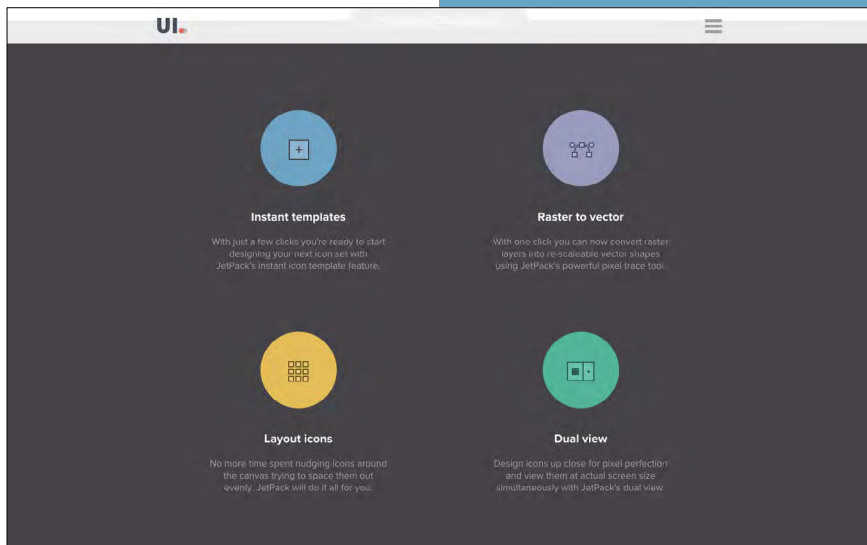 UI.
Instant templates
With just a few clicks you're ready to start
designing your next icon set with
JetPack's instant icon template feature.
Raster to vector
With one click you can now convert raster
layers into re-scaleable vector shapes
using JetPack's powerful pixel trace tool.
Layout icons
No more time spent nudging icons around
the canvas trying to space them out
evenly. JetPack will do it all for you.
Dual view
Design icons up close for pixel perfection
and view them at actual screen size
simultaneously with JetPack's dual view.